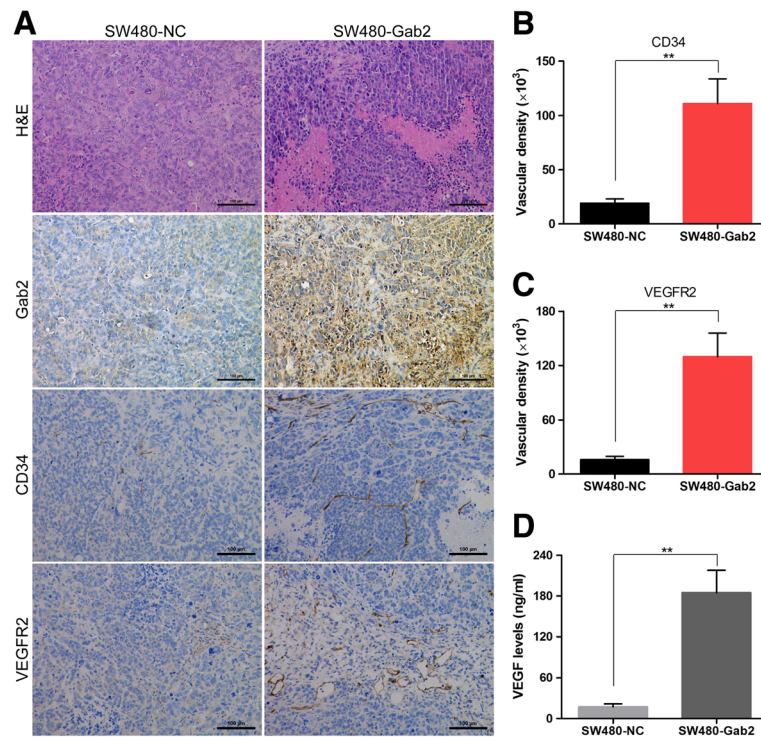 A
SW480-NC
SW480-Gab2
H&E
100 μm
Gab2
100 μm
100 μm
CD34
100 μm
100 μm
VEGFR2
100 μm
100 μm
B
CD34
**
Vascular density (×10³)
150
100
50
0
SW480-NC
SW480-Gab2
C
VEGFR2
**
Vascular density (×10³)
180
120
60
0
SW480-NC
SW480-Gab2
D
**
VEGF levels (ng/ml)
240
180
120
60
0
SW480-NC
SW480-Gab2